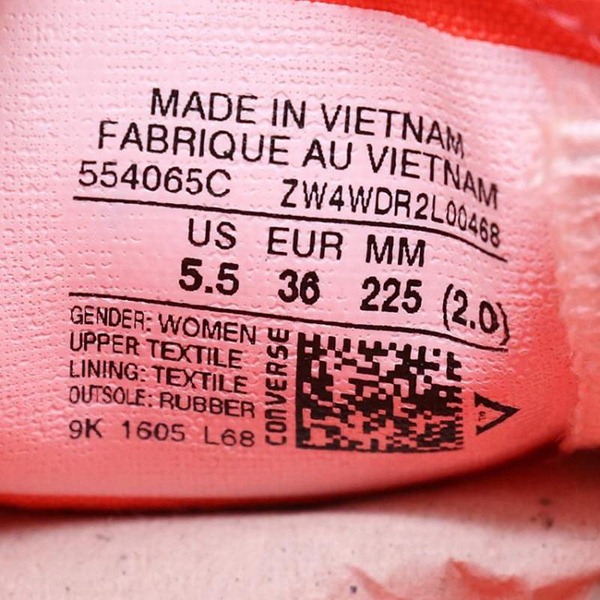 MADE IN VIETNAM
FABRIQUE AU VIETNAM
554065C ZW4WDR2L00468
US EUR MM
5.5 36 225 (2.0)
GENDER: WOMEN
UPPER TEXTILE
LINING: TEXTILE
OUTSOLE: RUBBER
9K 1605 L68
CONVERSE